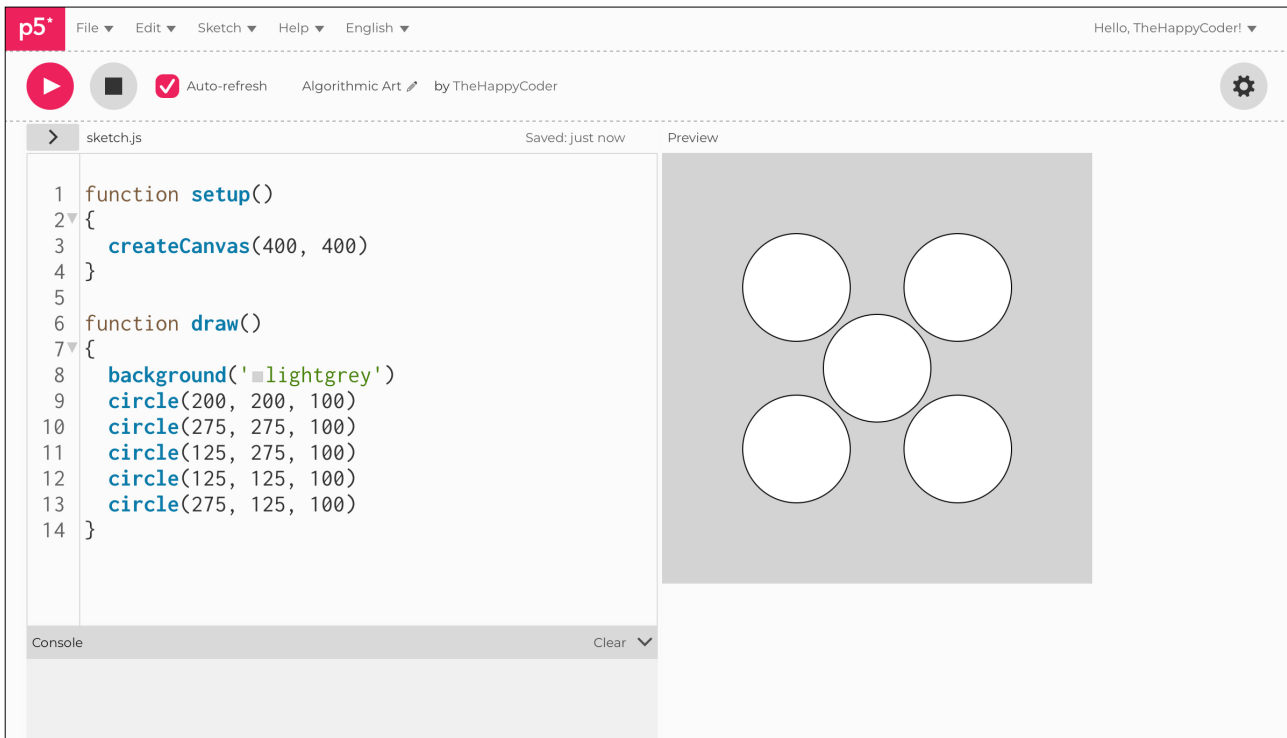 p5* File Edit Sketch Help English Hello, TheHappyCoder!
Auto-refresh Algorithmic Art by TheHappyCoder
sketch.js Saved: just now Preview
1 function setup()
2 {
3 createCanvas(400, 400)
4 }
5
6 function draw()
7 {
8 background('lightgrey')
9 circle(200, 200, 100)
10 circle(275, 275, 100)
11 circle(125, 275, 100)
12 circle(125, 125, 100)
13 circle(275, 125, 100)
14 }
Console Clear